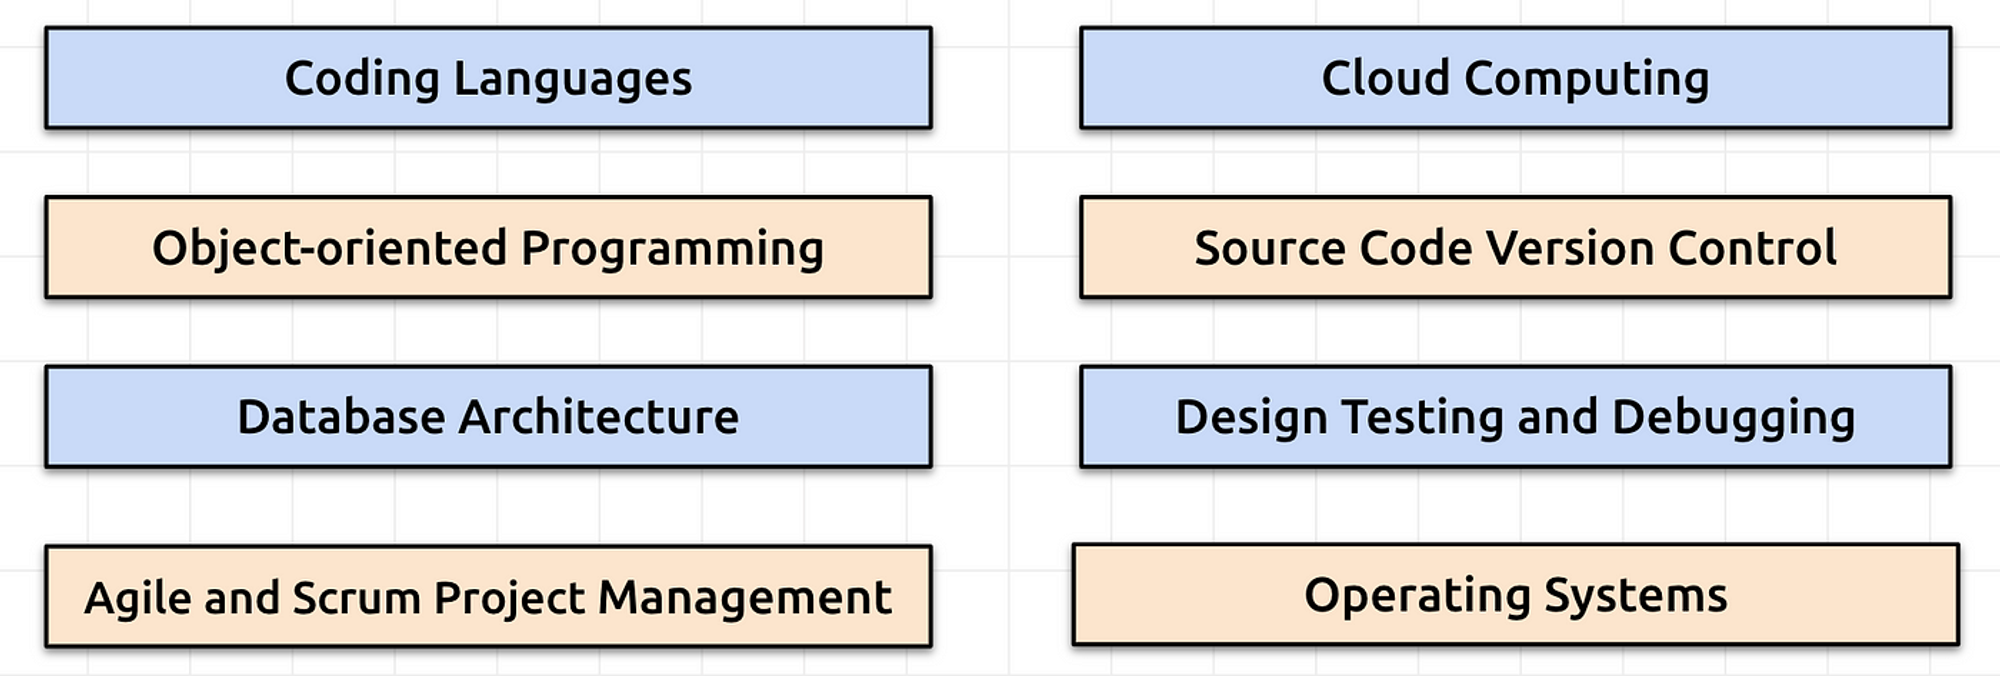 Coding Languages
Cloud Computing
Object-oriented Programming
Source Code Version Control
Database Architecture
Design Testing and Debugging
Agile and Scrum Project Management
Operating Systems